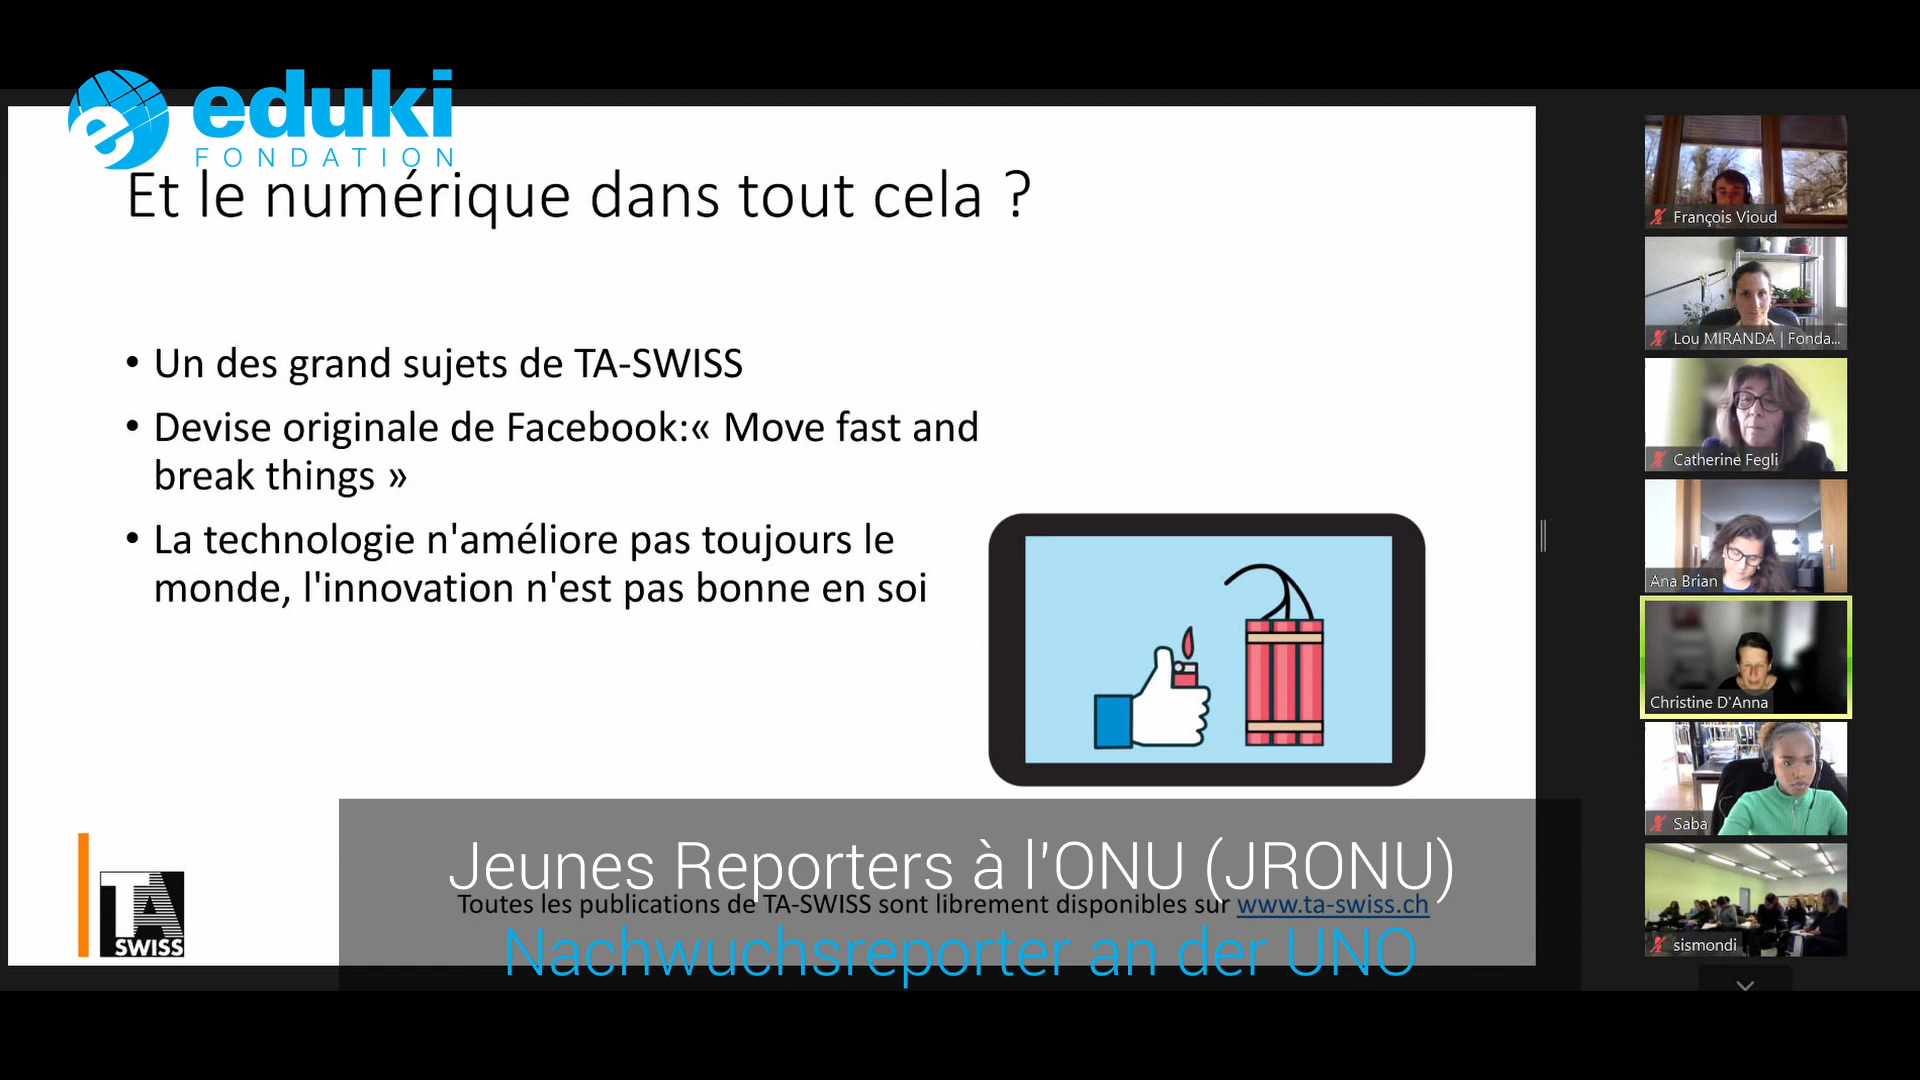 eduki
FONDATION
Et le numérique dans tout cela ?
• Un des grand sujets de TA-SWISS
• Devise originale de Facebook:« Move fast and
break things »
• La technologie n'améliore pas toujours le
monde, l'innovation n'est pas bonne en soi
TA
SWISS
Jeunes Reporters à l'ONU (JRONU)
Toutes les publications de TA-SWISS sont librement disponibles sur www.ta-swiss.ch
Nachwuchsreporter an der UNO
François Vioud
Lou MIRANDA | Fonda...
Catherine Fegli
Ana Brian
Christine D'Anna
Saba
sismondi